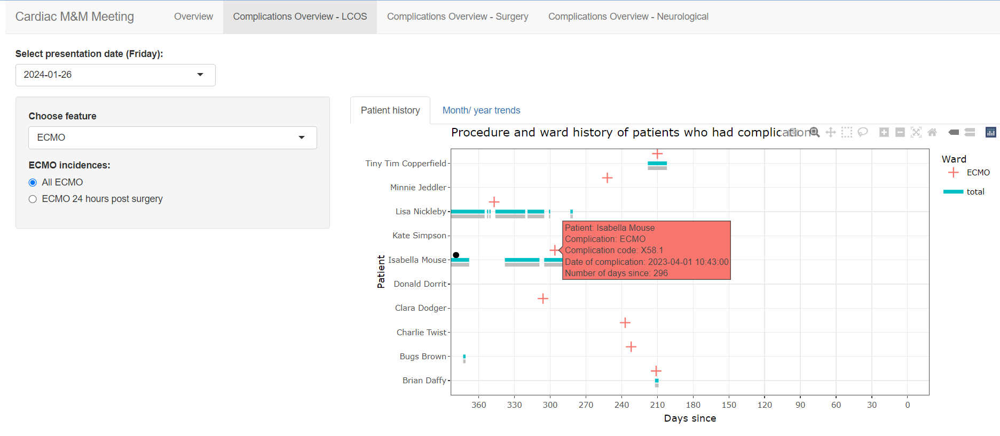 Cardiac M&M Meeting
Overview
Complications Overview - LCOS
Complications Overview - Surgery
Complications Overview - Neurological
Select presentation date (Friday):
2024-01-26
Choose feature
ECMO
ECMO incidences:
All ECMO
ECMO 24 hours post surgery
Patient history
Month/ year trends
Procedure and ward history of patients who had complication
Patient
Tiny Tim Copperfield
Minnie Jeddler
Lisa Nickleby
Kate Simpson
Isabella Mouse
Donald Dorrit
Clara Dodger
Charlie Twist
Bugs Brown
Brian Daffy
Patient: Isabella Mouse
Complication: ECMO
Complication code: X58.1
Date of complication: 2023-04-01 10:43:00
Number of days since: 296
360 330 300 270 240 210 180 150 120 90 60 30 0
Days since
Ward
ECMO
total